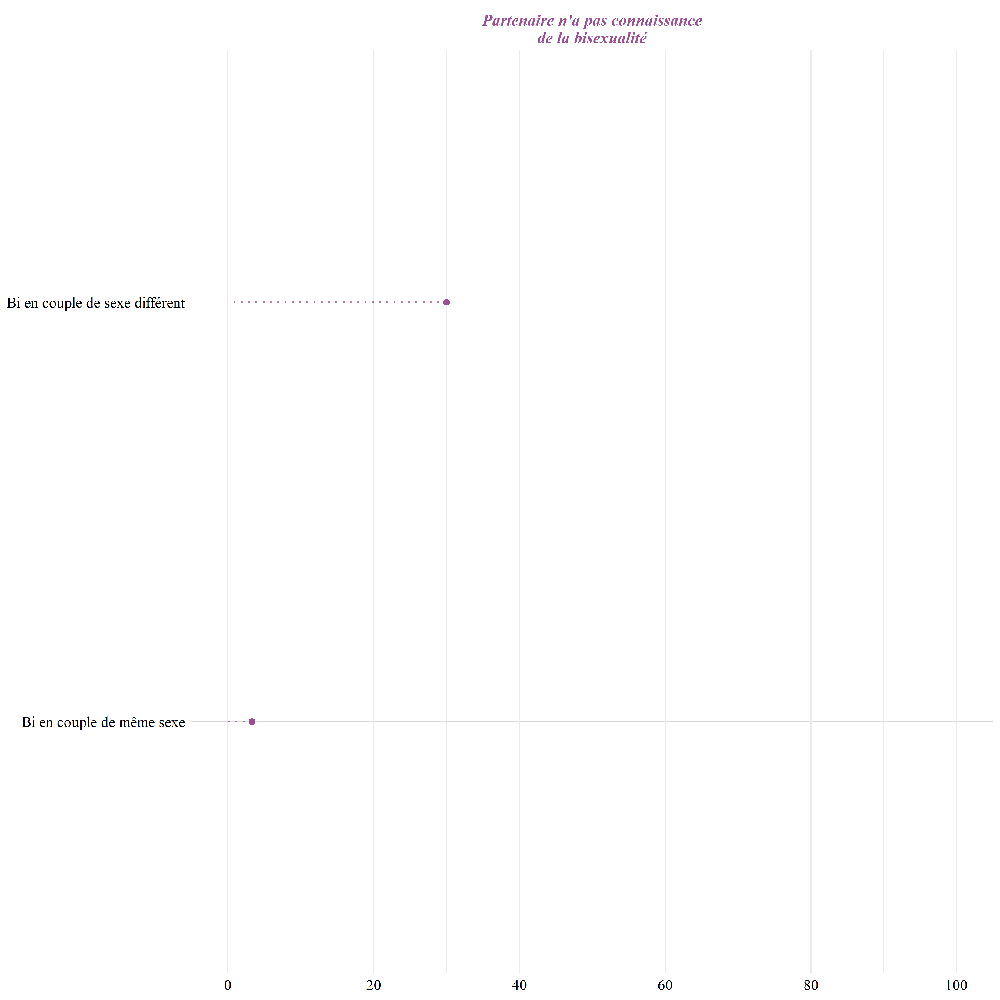 Partenaire n'a pas connaissance
de la bisexualité
Bi en couple de sexe différent
Bi en couple de même sexe
0 20 40 60 80 100